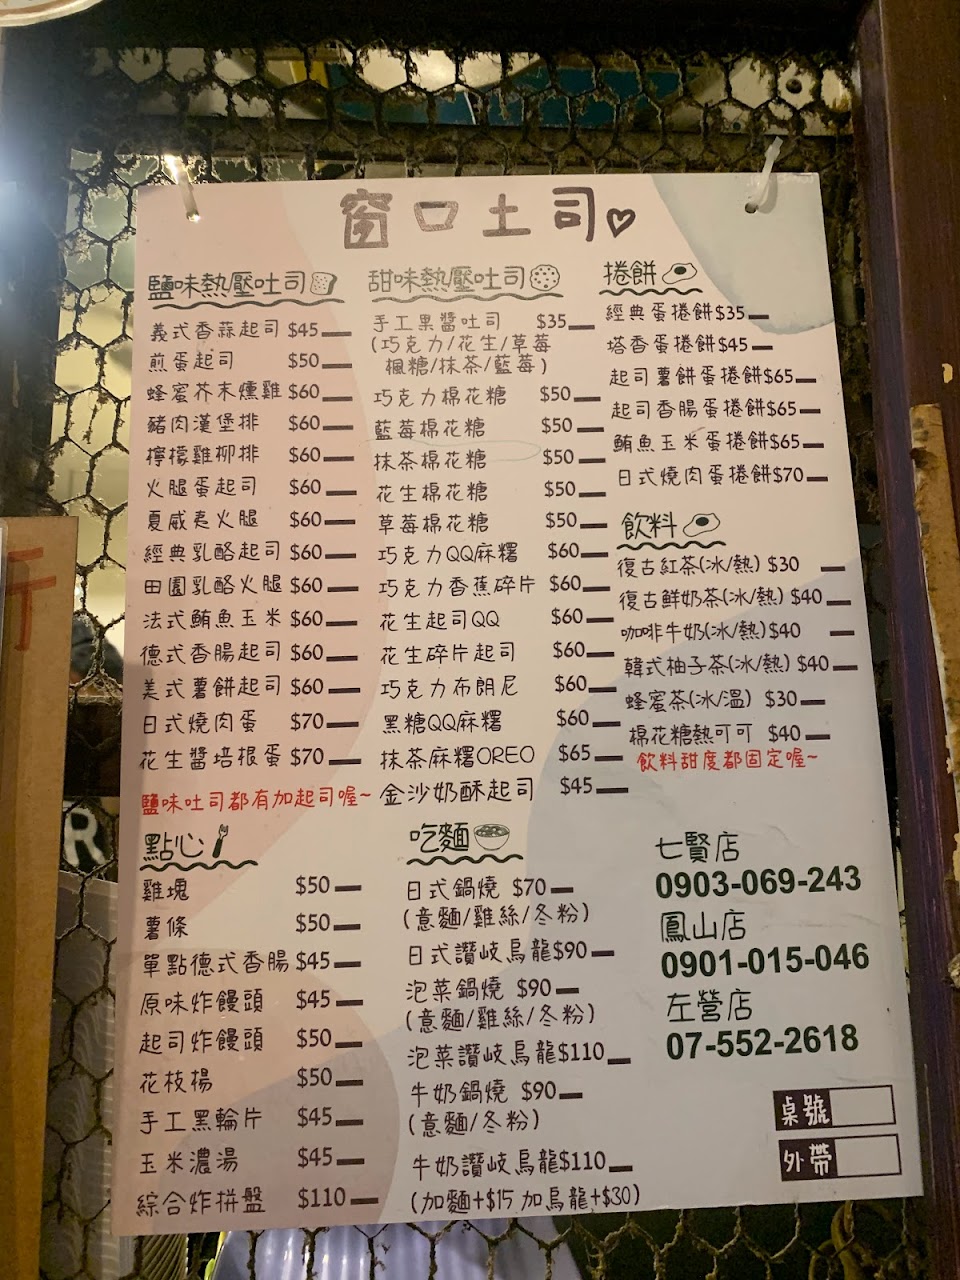 窗口土司
鹽味熱壓吐司
義式香蒜起司 $45
煎蛋起司 $50
蜂蜜芥末燻雞 $60
豬肉漢堡排 $60
檸檬雞柳排 $60
火腿蛋起司 $60
夏威夷火腿 $60
經典乳酪起司 $60
田園乳酪火腿 $60
法式鮪魚玉米 $60
德式香腸起司 $60
美式薯餅起司 $60
日式燒肉蛋 $70
花生醬培根蛋 $70
鹽味吐司都有加起司喔~
甜味熱壓吐司
手工果醬吐司 $35
(巧克力/花生/草莓
楓糖/抹茶/藍莓)
巧克力棉花糖 $50
藍莓棉花糖 $50
抹茶棉花糖 $50
花生棉花糖 $50
草莓棉花糖 $50
巧克力QQ麻糬 $60
巧克力香蕉碎片 $60
花生起司QQ $60
花生碎片起司 $60
巧克力布朗尼 $60
黑糖QQ麻糬 $60
抹茶麻糬OREO $65
金沙奶酥起司 $45
捲餅
經典蛋捲餅$35
塔香蛋捲餅$45
起司薯餅蛋捲餅$65
起司香腸蛋捲餅$65
鮪魚玉米蛋捲餅$65
日式燒肉蛋捲餅$70
飲料
復古紅茶(冰/熱) $30
復古鮮奶茶(冰/熱) $40
咖啡牛奶(冰/熱) $40
韓式柚子茶(冰/熱) $40
蜂蜜茶(冰/溫) $30
棉花糖熱可可 $40
飲料甜度都固定喔~
點心
雞塊 $50
薯條 $50
單點德式香腸 $45
原味炸饅頭 $45
起司炸饅頭 $50
花枝楊 $50
手工黑輪片 $45
玉米濃湯 $45
綜合炸拼盤 $110
吃麵
日式鍋燒 $70
(意麵/雞絲/冬粉)
日式讚岐烏龍$90
泡菜鍋燒 $90
(意麵/雞絲/冬粉)
泡菜讚岐烏龍$110
牛奶鍋燒 $90
(意麵/冬粉)
牛奶讚岐烏龍$110
(加麵+$15 加烏龍+$30)
七賢店
0903-069-243
鳳山店
0901-015-046
左營店
07-552-2618
桌號
外帶
R